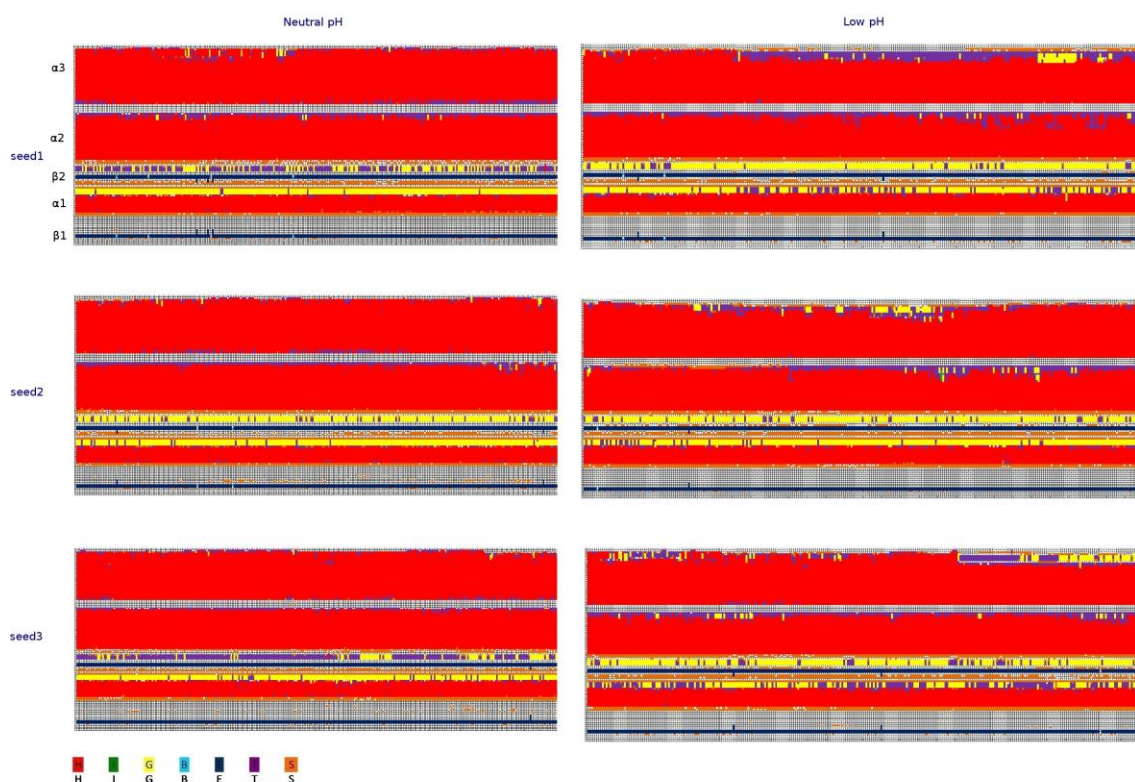 Neutral pH Low pH
α3
α2
seed1
β2
α1
β1
seed2
seed3
H G B E T S
H I G B E T S